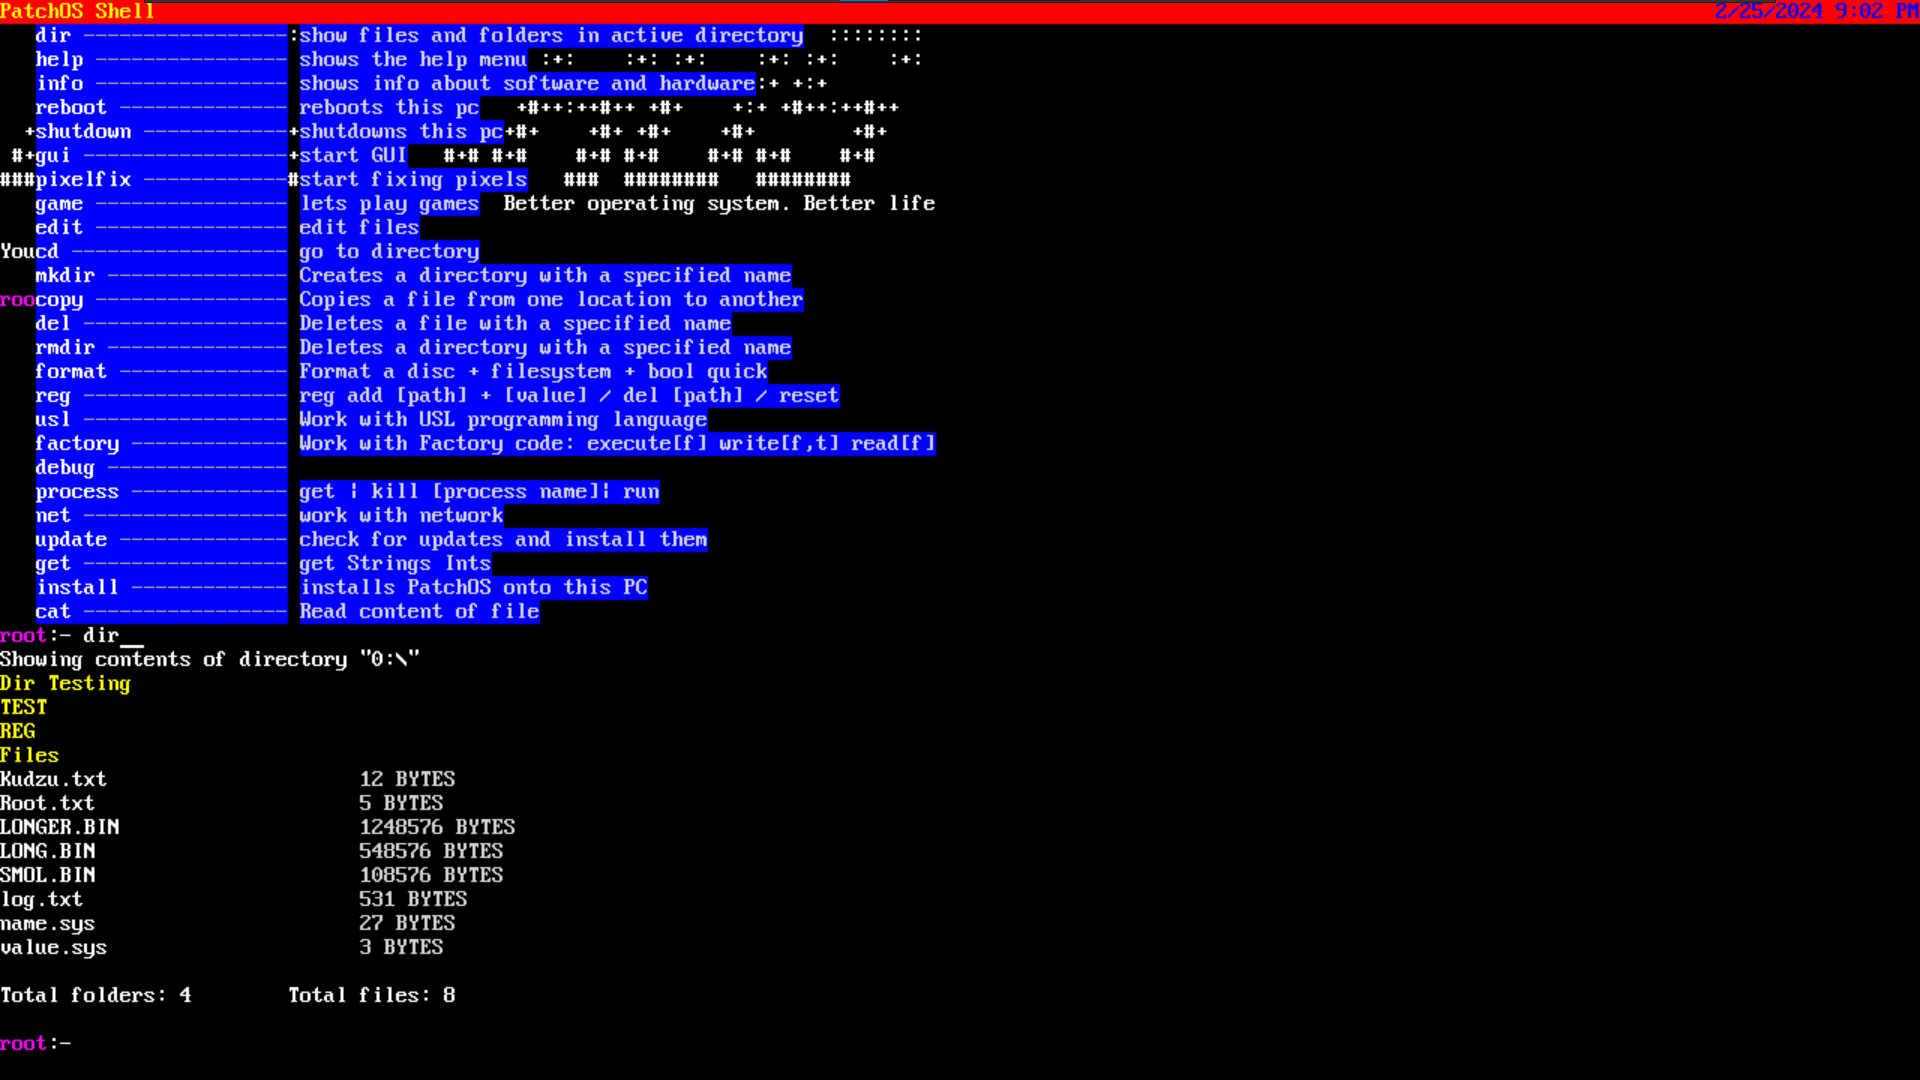 PatchOS Shell 2/25/2024 9:02 PM
dir ----------------- :show files and folders in active directory ::::::::
help ---------------- shows the help menu :+: :+: :+: :+: :+: :+:
info ----------------- shows info about software and hardware:+ +:+
reboot --------------- reboots this pc +#++:++#++ +#+ +:+ +#++:++#++
+shutdown ------------+shutdowns this pc+#+ +#+ +#+ +#+ +#+
#+gui -----------------+start GUI #+# #+# #+# #+# #+# #+# #+#
###pixelfix ------------#start fixing pixels ### ######## ########
game ----------------- lets play games Better operating system. Better life
edit ----------------- edit files
Youcd ------------------ go to directory
mkdir --------------- Creates a directory with a specified name
roocopy ----------------- Copies a file from one location to another
del ----------------- Deletes a file with a specified name
rmdir --------------- Deletes a directory with a specified name
format --------------- Format a disc + filesystem + bool quick
reg ------------------ reg add [path] + [value] / del [path] / reset
usl ----------------- Work with USL programming language
factory -------------- Work with Factory code: execute[f] write[f,t] read[f]
debug ---------------
process ------------- get | kill [process name]| run
net ------------------ work with network
update -------------- check for updates and install them
get ----------------- get Strings Ints
install ------------- installs PatchOS onto this PC
cat ----------------- Read content of file
root:- dir__
Showing contents of directory "0:\"
Dir Testing
TEST
REG
Files
Kudzu.txt 12 BYTES
Root.txt 5 BYTES
LONGER.BIN 1248576 BYTES
LONG.BIN 548576 BYTES
SMOL.BIN 108576 BYTES
log.txt 531 BYTES
name.sys 27 BYTES
value.sys 3 BYTES
Total folders: 4 Total files: 8
root:-